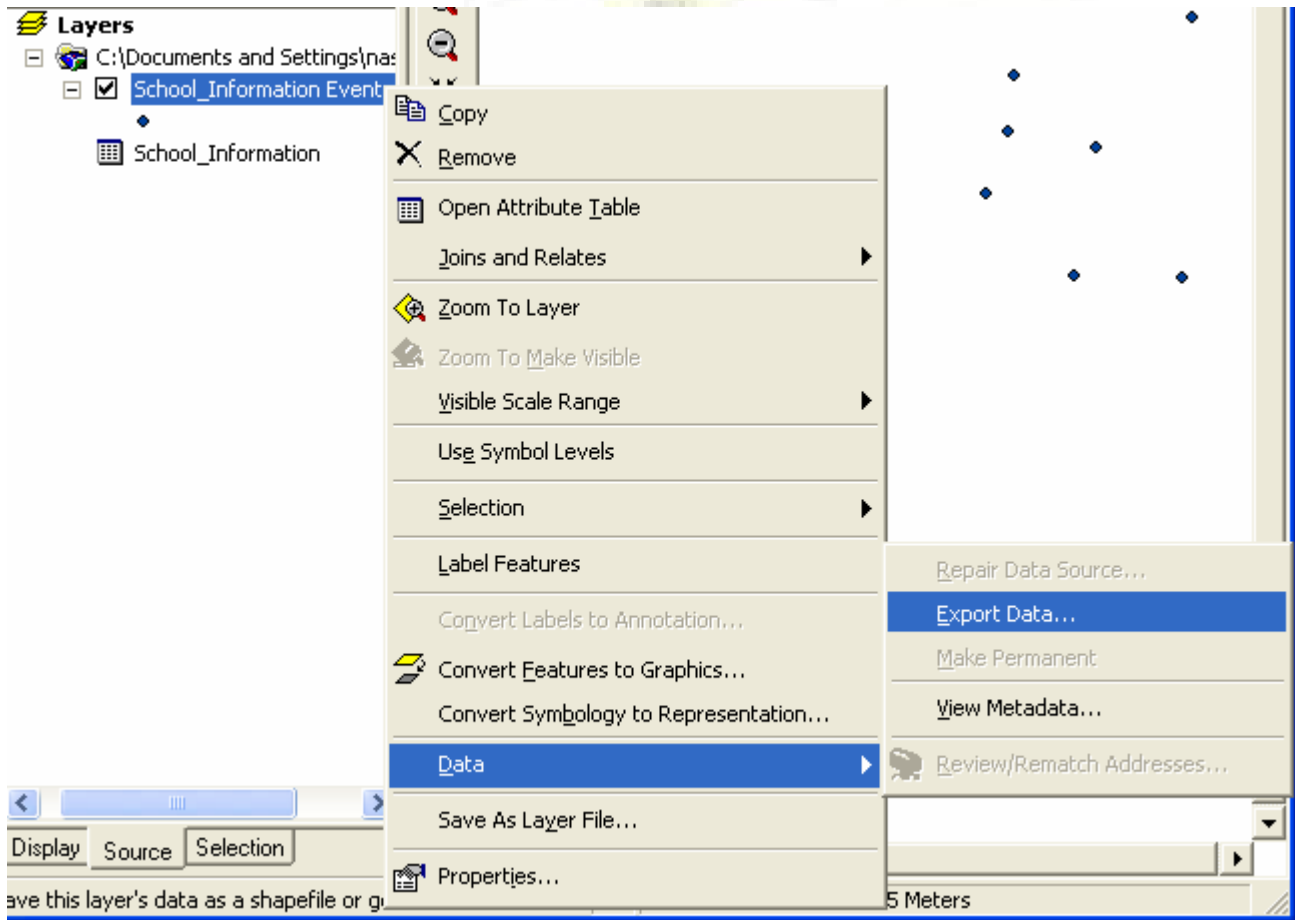 Layers
C:\Documents and Settings\nas
School_Information Event
School_Information
Copy
Remove
Open Attribute Table
Joins and Relates
Zoom To Layer
Zoom To Make Visible
Visible Scale Range
Use Symbol Levels
Selection
Label Features
Convert Labels to Annotation...
Convert Features to Graphics...
Convert Symbology to Representation...
Data
Save As Layer File...
Properties...
Repair Data Source...
Export Data...
Make Permanent
View Metadata...
Review/Rematch Addresses...
Display Source Selection
ave this layer's data as a shapefile or g
5 Meters